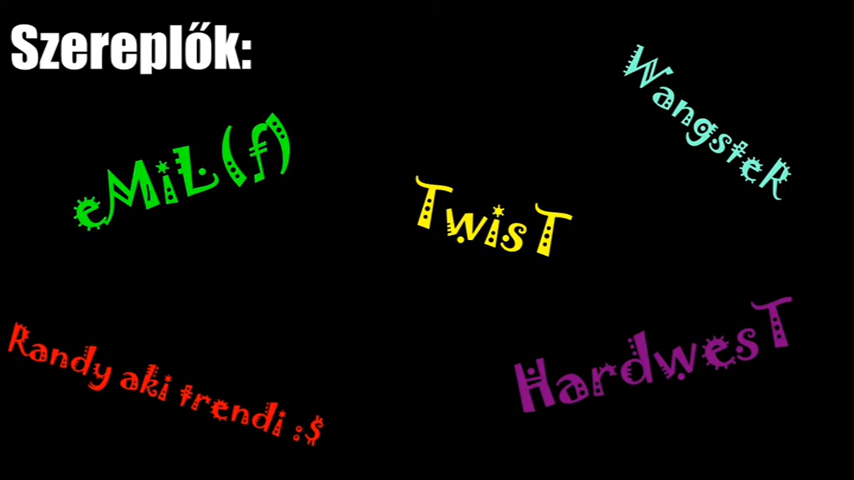 Szereplők:
WangsteR
eMiL(f)
TwisT
Randy aki trendi :$
HardwesT